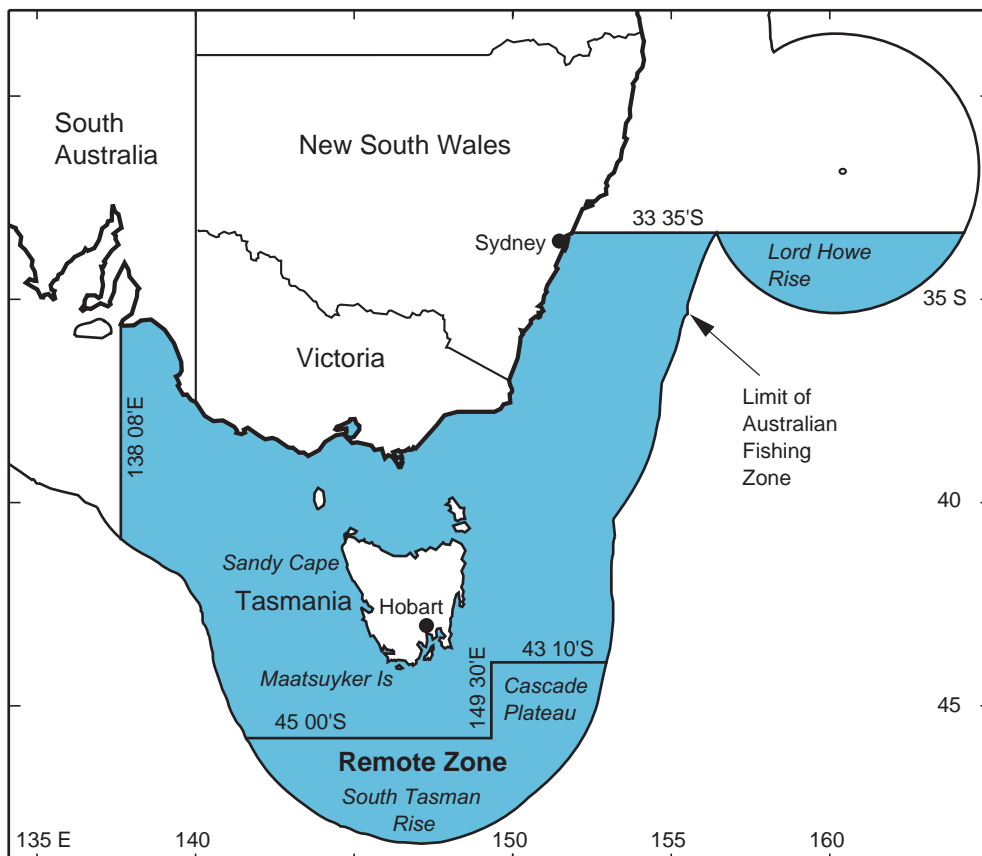 South
Australia
New South Wales
Sydney
33 35'S
Lord Howe
Rise
35 S
Victoria
138 08'E
Limit of
Australian
Fishing
Zone
40
Sandy Cape
Tasmania
Hobart
Maatsuyker Is
149 30'E
43 10'S
Cascade
Plateau
45 00'S
45
Remote Zone
South Tasman
Rise
135 E
140
150
155
160